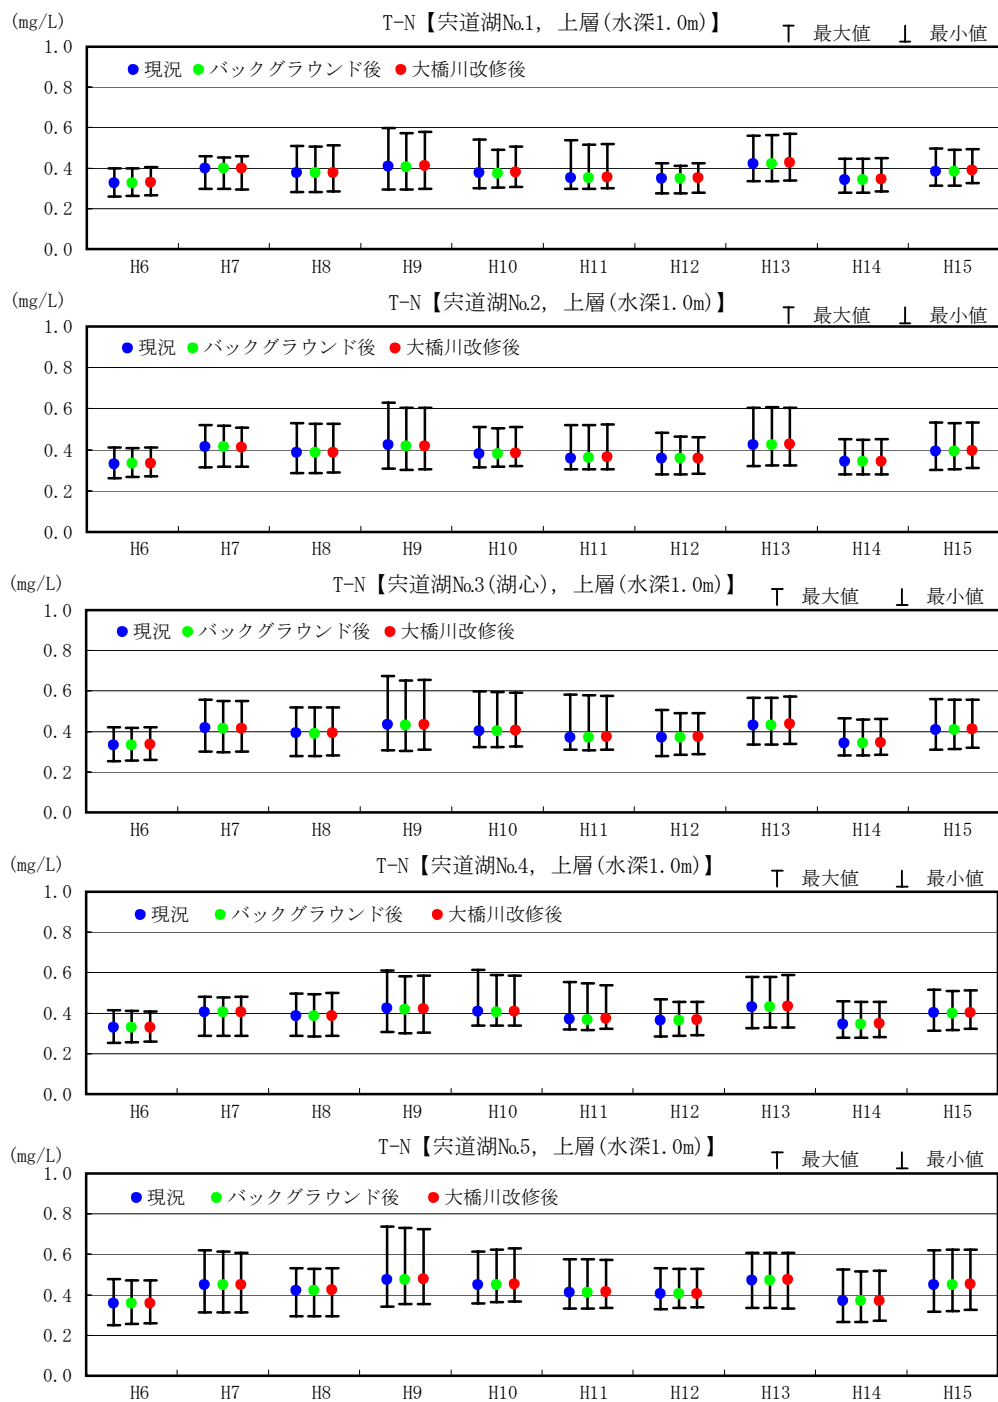 (mg/L) T-N【宍道湖No.1, 上層(水深1.0m)】 最大値 最小値
1.0
現況 バックグラウンド後 大橋川改修後
0.8
0.6
0.4
0.2
0.0
H6 H7 H8 H9 H10 H11 H12 H13 H14 H15
(mg/L) T-N【宍道湖No.2, 上層(水深1.0m)】 最大値 最小値
1.0
現況 バックグラウンド後 大橋川改修後
0.8
0.6
0.4
0.2
0.0
H6 H7 H8 H9 H10 H11 H12 H13 H14 H15
(mg/L) T-N【宍道湖No.3(湖心), 上層(水深1.0m)】 最大値 最小値
1.0
現況 バックグラウンド後 大橋川改修後
0.8
0.6
0.4
0.2
0.0
H6 H7 H8 H9 H10 H11 H12 H13 H14 H15
(mg/L) T-N【宍道湖No.4, 上層(水深1.0m)】 最大値 最小値
1.0
現況 バックグラウンド後 大橋川改修後
0.8
0.6
0.4
0.2
0.0
H6 H7 H8 H9 H10 H11 H12 H13 H14 H15
(mg/L) T-N【宍道湖No.5, 上層(水深1.0m)】 最大値 最小値
1.0
現況 バックグラウンド後 大橋川改修後
0.8
0.6
0.4
0.2
0.0
H6 H7 H8 H9 H10 H11 H12 H13 H14 H15